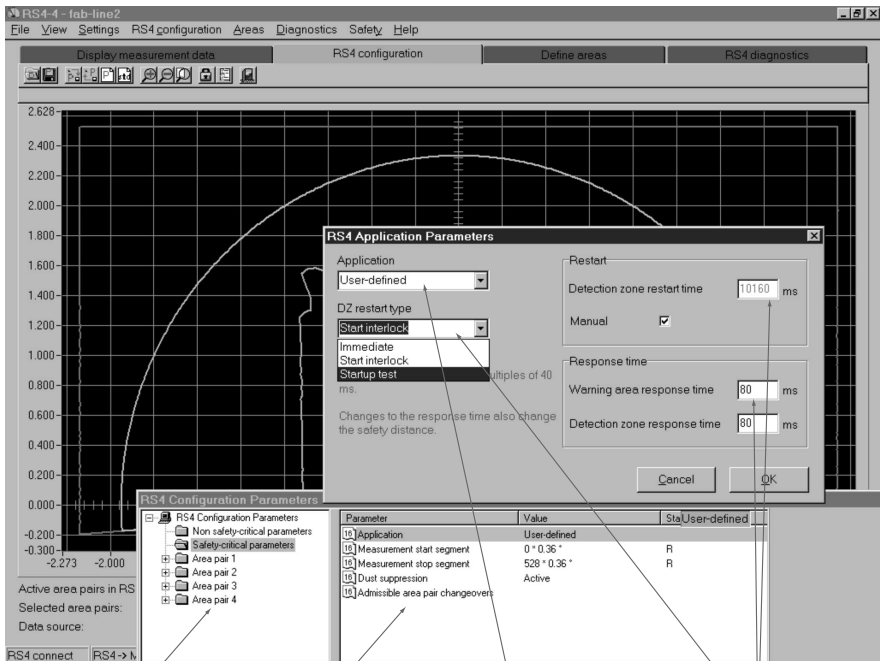 RS4-4 - fab-line2
File View Settings RS4 configuration Areas Diagnostics Safety Help
Display measurement data RS4 configuration Define areas RS4 diagnostics
2.628
2.400
2.200
2.000
1.800
1.600
1.400
1.200
1.000
0.800
0.600
0.400
0.200
0.000
-0.200
-0.300
-2.273 -2.000
RS4 Application Parameters
Application
User-defined
DZ restart type
Start interlock
Immediate
Start interlock
Startup test
ultiples of 40
ms.
Changes to the response time also change
the safety distance.
Restart
Detection zone restart time 10160 ms
Manual
Response time
Warning area response time 80 ms
Detection zone response time 80 ms
Cancel OK
RS4 Configuration Parameters
RS4 Configuration Parameters
Non safety-critical parameters
Safety-critical parameters
Area pair 1
Area pair 2
Area pair 3
Area pair 4
Parameter Value Sta User-defined
Application User-defined
Measurement start segment 0 * 0.36 ° R
Measurement stop segment 528 * 0.36 ° R
Dust suppression Active
Admissible area pair changeovers
Active area pairs in RS
Selected area pairs:
Data source:
RS4 connect RS4 -> M